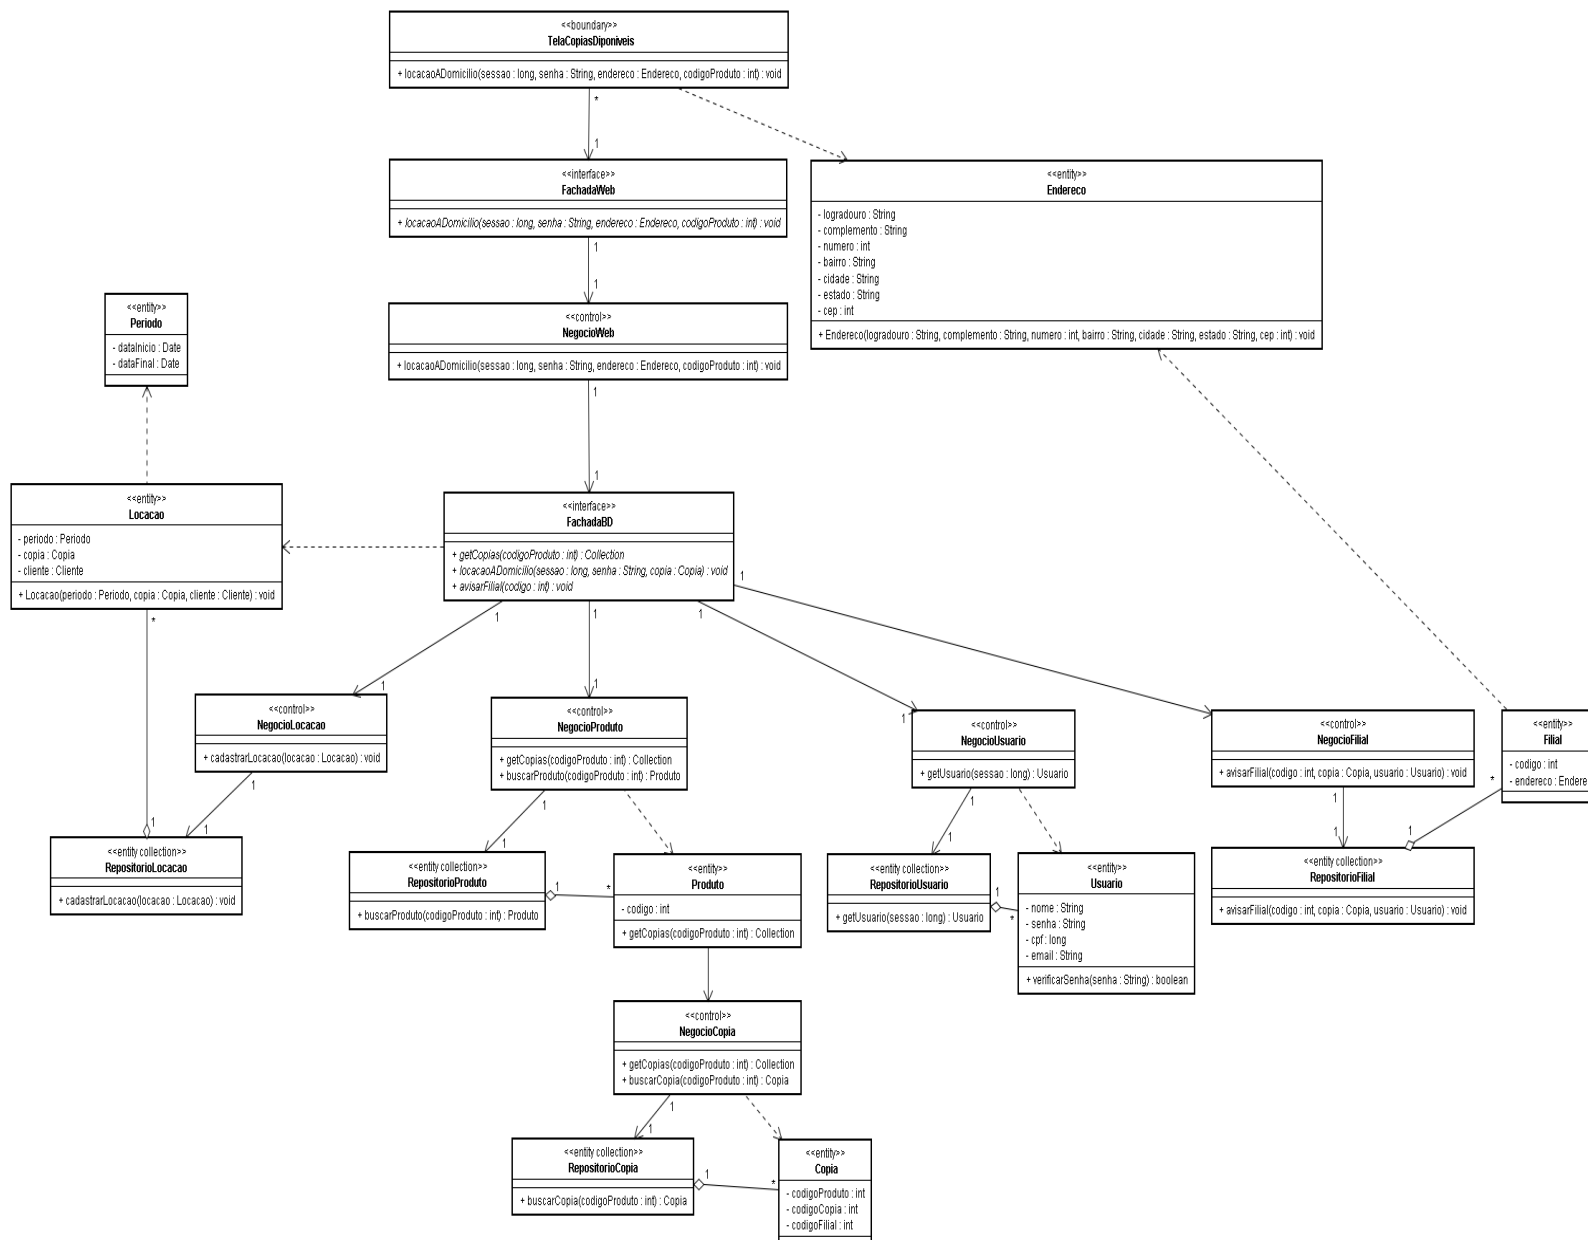 <<boundary>>
TelaCopiasDiponiveis
+ locacaoADomicilio(sessao : long, senha : String, endereco : Endereco, codigoProduto : int) : void
*
1
<<interface>>
FachadaWeb
+ locacaoADomicilio(sessao : long, senha : String, endereco : Endereco, codigoProduto : int) : void
1
1
<<entity>>
Endereco
- logradouro : String
- complemento : String
- numero : int
- bairro : String
- cidade : String
- estado : String
- cep : int
+ Endereco(logradouro : String, complemento : String, numero : int, bairro : String, cidade : String, estado : String, cep : int) : void
<<entity>>
Periodo
- dataInicio : Date
- dataFinal : Date
<<control>>
NegocioWeb
+ locacaoADomicilio(sessao : long, senha : String, endereco : Endereco, codigoProduto : int) : void
1
1
<<entity>>
Locacao
- periodo : Periodo
- copia : Copia
- cliente : Cliente
+ Locacao(periodo : Periodo, copia : Copia, cliente : Cliente) : void
*
1
<<interface>>
FachadaBD
+ getCopias(codigoProduto : int) : Collection
+ locacaoADomicilio(sessao : long, senha : String, copia : Copia) : void
+ avisarFilial(codigo : int) : void
1
1
1
1
1
1
1
<<control>>
NegocioLocacao
+ cadastrarLocacao(locacao : Locacao) : void
1
1
<<control>>
NegocioProduto
+ getCopias(codigoProduto : int) : Collection
+ buscarProduto(codigoProduto : int) : Produto
1
1
<<control>>
NegocioUsuario
+ getUsuario(sessao : long) : Usuario
1
1
<<control>>
NegocioFilial
+ avisarFilial(codigo : int, copia : Copia, usuario : Usuario) : void
1
1
1
*
<<entity>>
Filial
- codigo : int
- endereco : Endere
<<entity collection>>
RepositorioLocacao
+ cadastrarLocacao(locacao : Locacao) : void
<<entity collection>>
RepositorioProduto
+ buscarProduto(codigoProduto : int) : Produto
1
*
<<entity>>
Produto
- codigo : int
+ getCopias(codigoProduto : int) : Collection
<<entity collection>>
RepositorioUsuario
+ getUsuario(sessao : long) : Usuario
1
*
<<entity>>
Usuario
- nome : String
- senha : String
- cpf : long
- email : String
+ verificarSenha(senha : String) : boolean
<<entity collection>>
RepositorioFilial
+ avisarFilial(codigo : int, copia : Copia, usuario : Usuario) : void
<<control>>
NegocioCopia
+ getCopias(codigoProduto : int) : Collection
+ buscarCopia(codigoProduto : int) : Copia
1
1
<<entity collection>>
RepositorioCopia
+ buscarCopia(codigoProduto : int) : Copia
1
*
<<entity>>
Copia
- codigoProduto : int
- codigoCopia : int
- codigoFilial : int